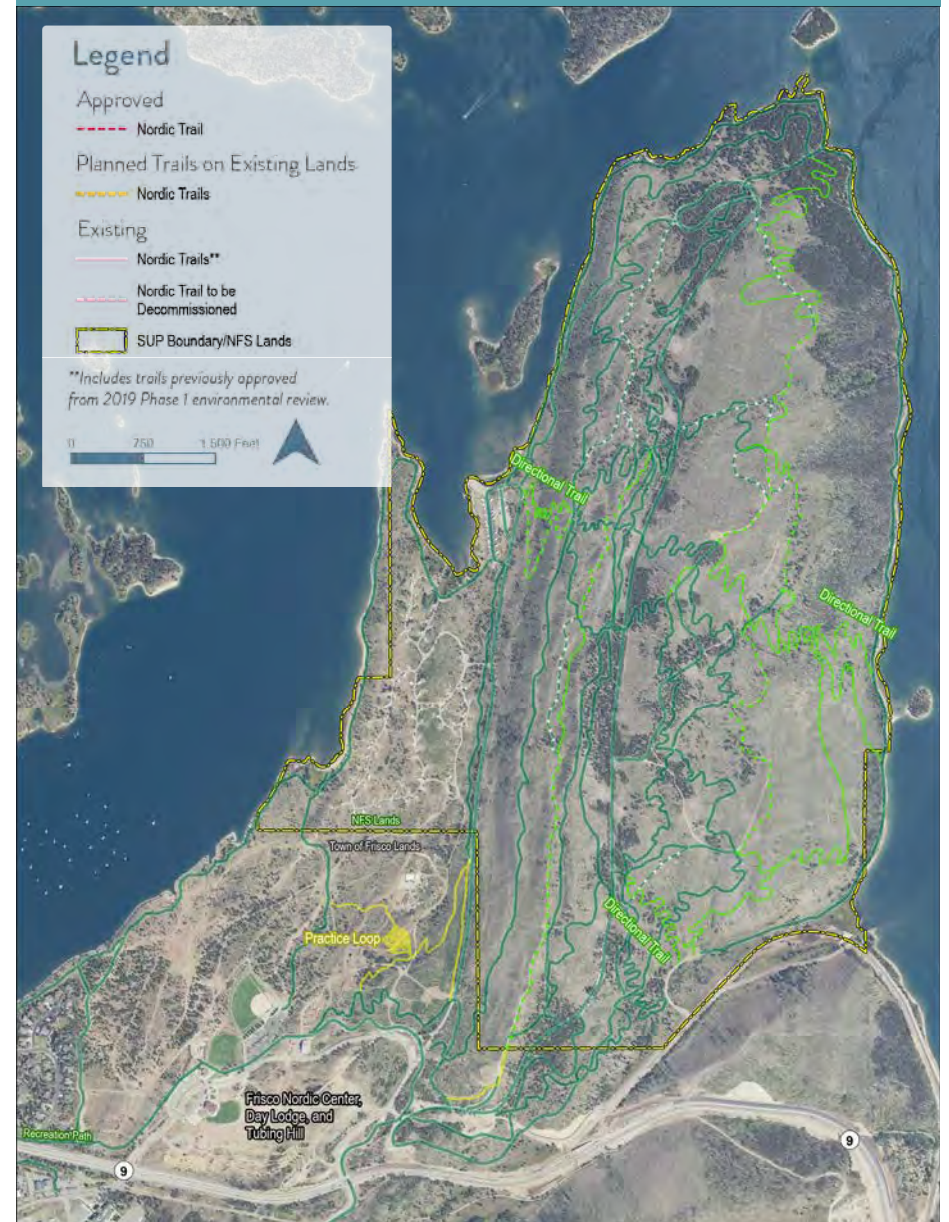 Legend
Approved
Nordic Trail
Planned Trails on Existing Lands
Nordic Trails
Existing
Nordic Trails**
Nordic Trail to be
Decommissioned
SUP Boundary/NFS Lands
**Includes trails previously approved
from 2019 Phase 1 environmental review.
0 750 1,500 Feet
Directional Trail
Directional Trail
NFS Lands
Town of Frisco Lands
Directional Trail
Practice Loop
Frisco Nordic Center,
Day Lodge, and
Tubing Hill
Recreation Path
9
9